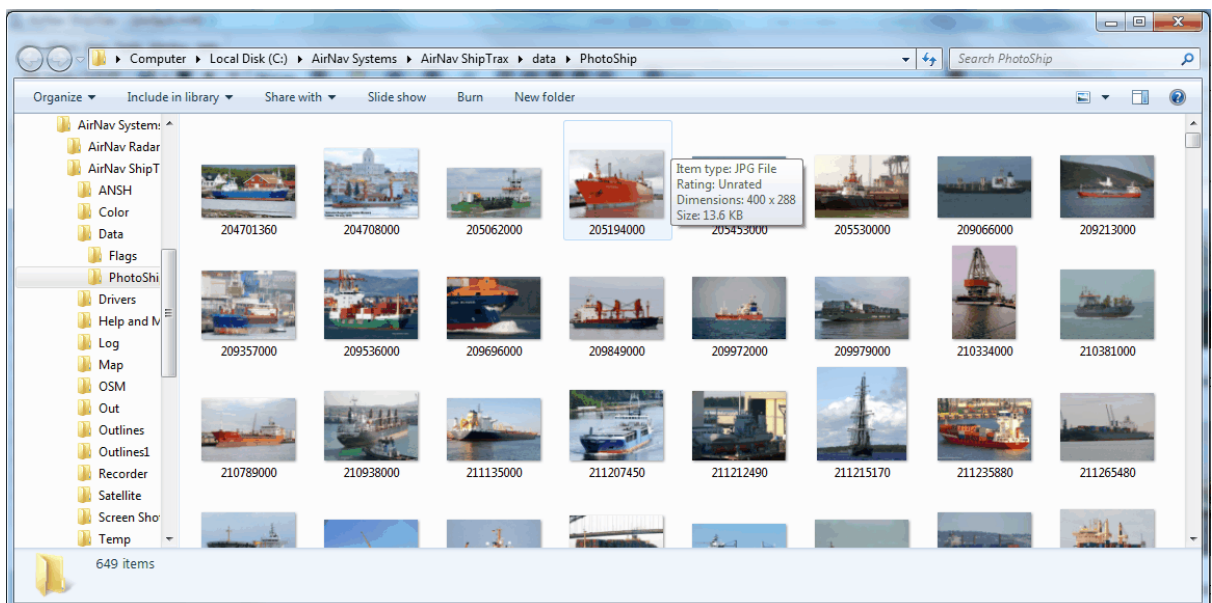 Computer ▸ Local Disk (C:) ▸ AirNav Systems ▸ AirNav ShipTrax ▸ data ▸ PhotoShip
Search PhotoShip
Organize Include in library Share with Slide show Burn New folder
AirNav System
AirNav Radar
AirNav ShipT
ANSH
Color
Data
Flags
PhotoShi
Drivers
Help and M
Log
Map
OSM
Out
Outlines
Outlines1
Recorder
Satellite
Screen Sho
Temp
Item type: JPG File
Rating: Unrated
Dimensions: 400 x 288
Size: 13.6 KB
204701360 204708000 205062000 205194000 205453000 205530000 209066000 209213000
209357000 209536000 209696000 209849000 209972000 209979000 210334000 210381000
210789000 210938000 211135000 211207450 211212490 211215170 211235880 211265480
649 items